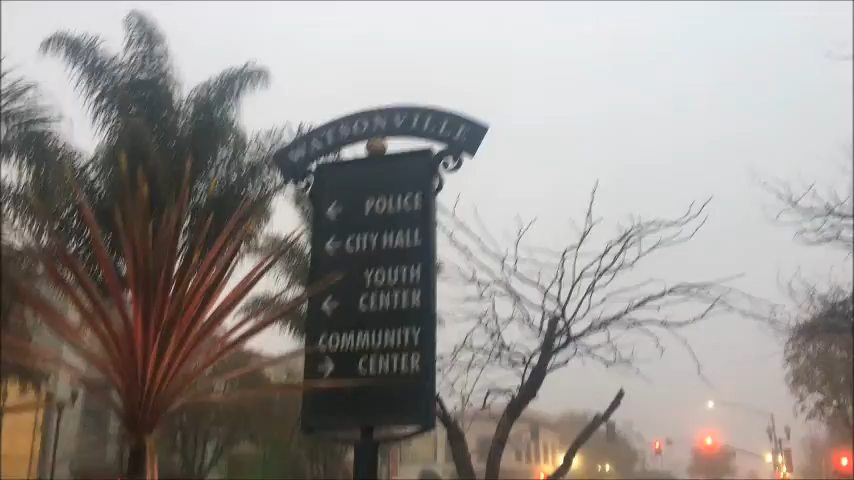 WATSONVILLE
← POLICE
← CITY HALL
YOUTH
← CENTER
COMMUNITY
→ CENTER